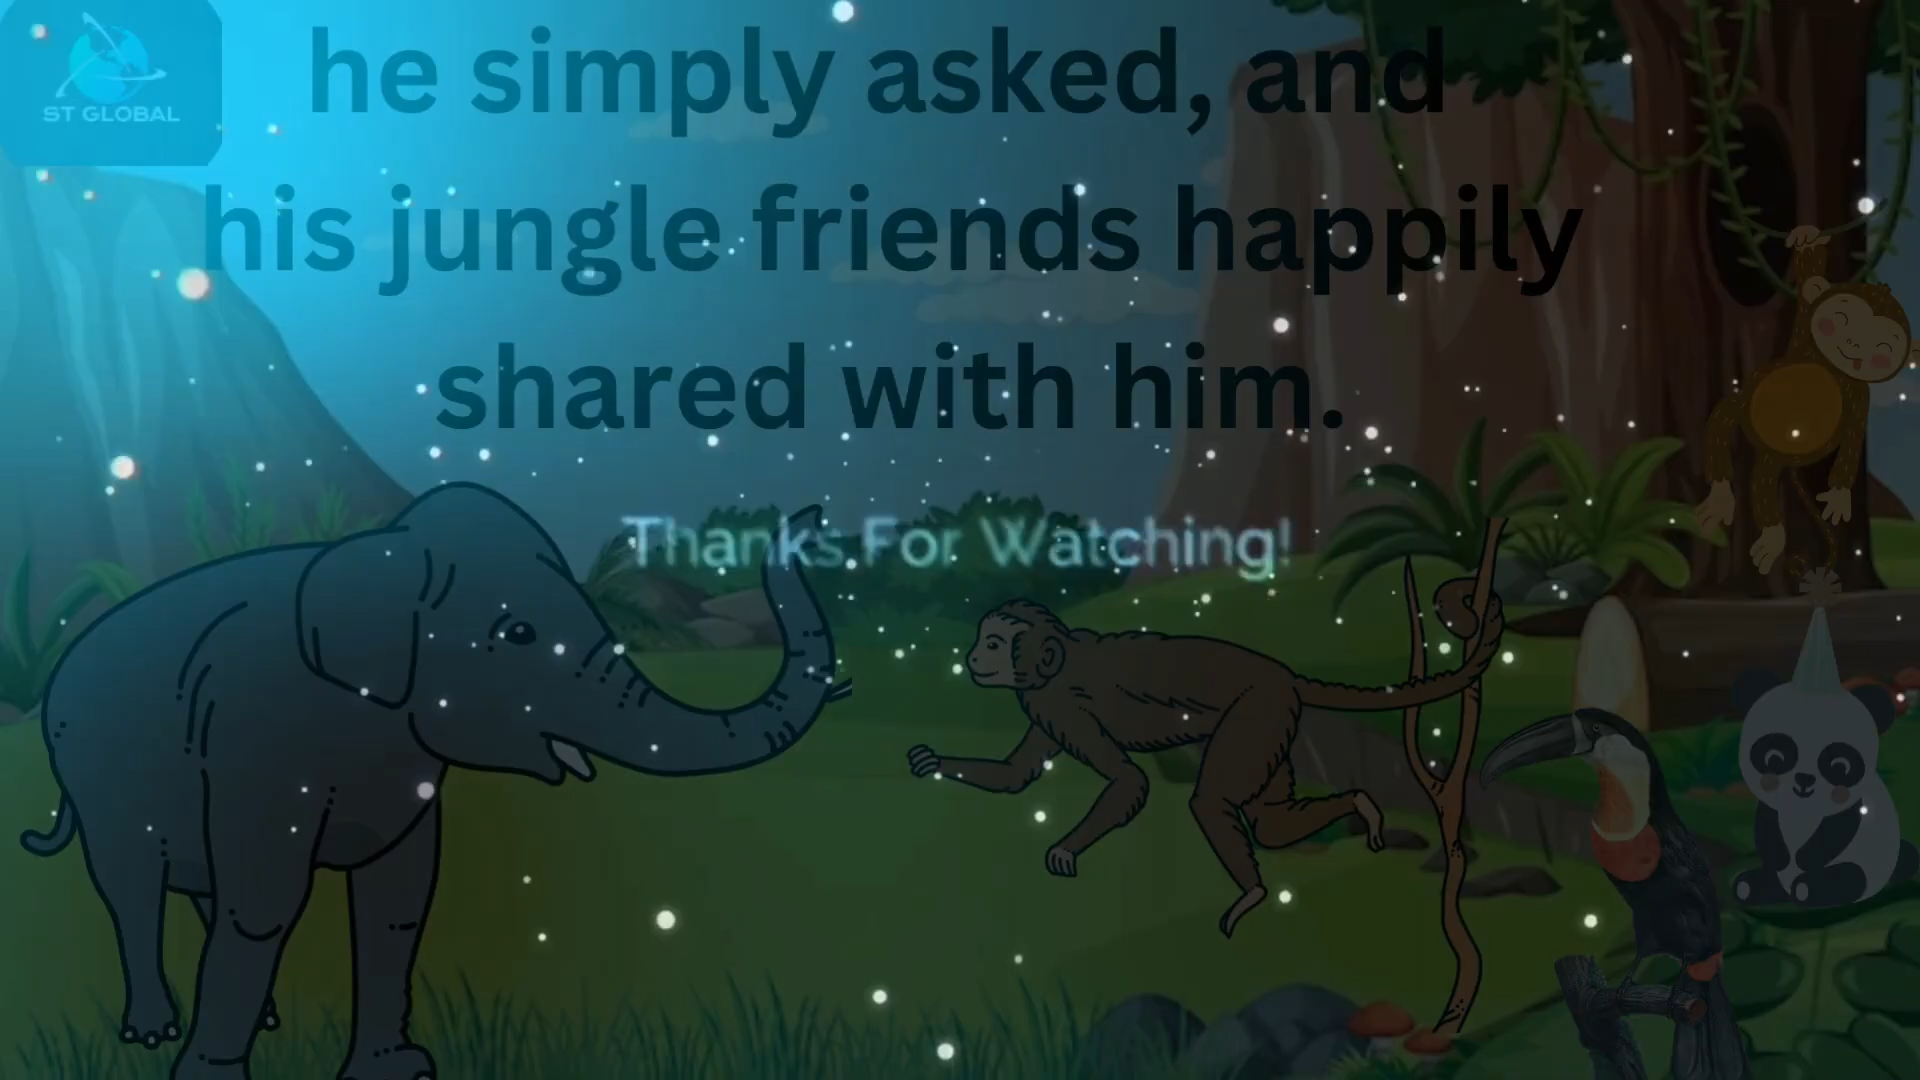 ST GLOBAL
he simply asked, and
his jungle friends happily
shared with him.
Thanks For Watching!